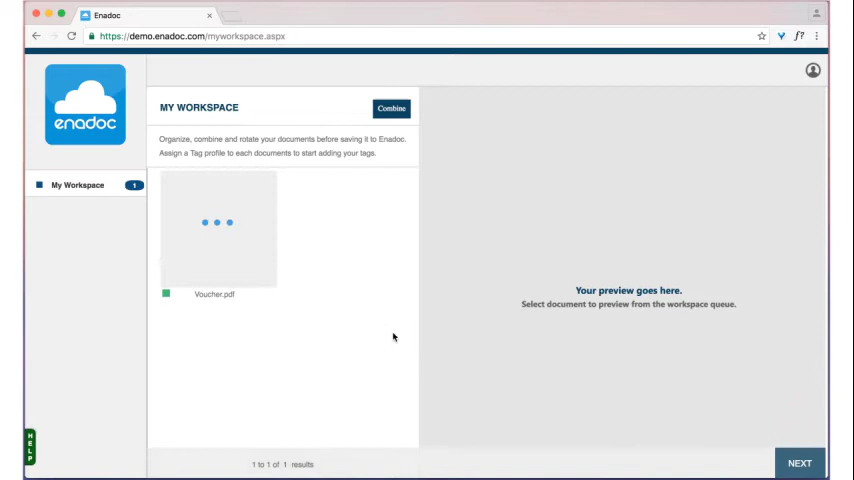 Enadoc
https://demo.enadoc.com/myworkspace.aspx
f?
enadoc
MY WORKSPACE
Combine
Organize, combine and rotate your documents before saving it to Enadoc.
Assign a Tag profile to each documents to start adding your tags.
My Workspace 1
Voucher.pdf
Your preview goes here.
Select document to preview from the workspace queue.
HELP
1 to 1 of 1 results
NEXT